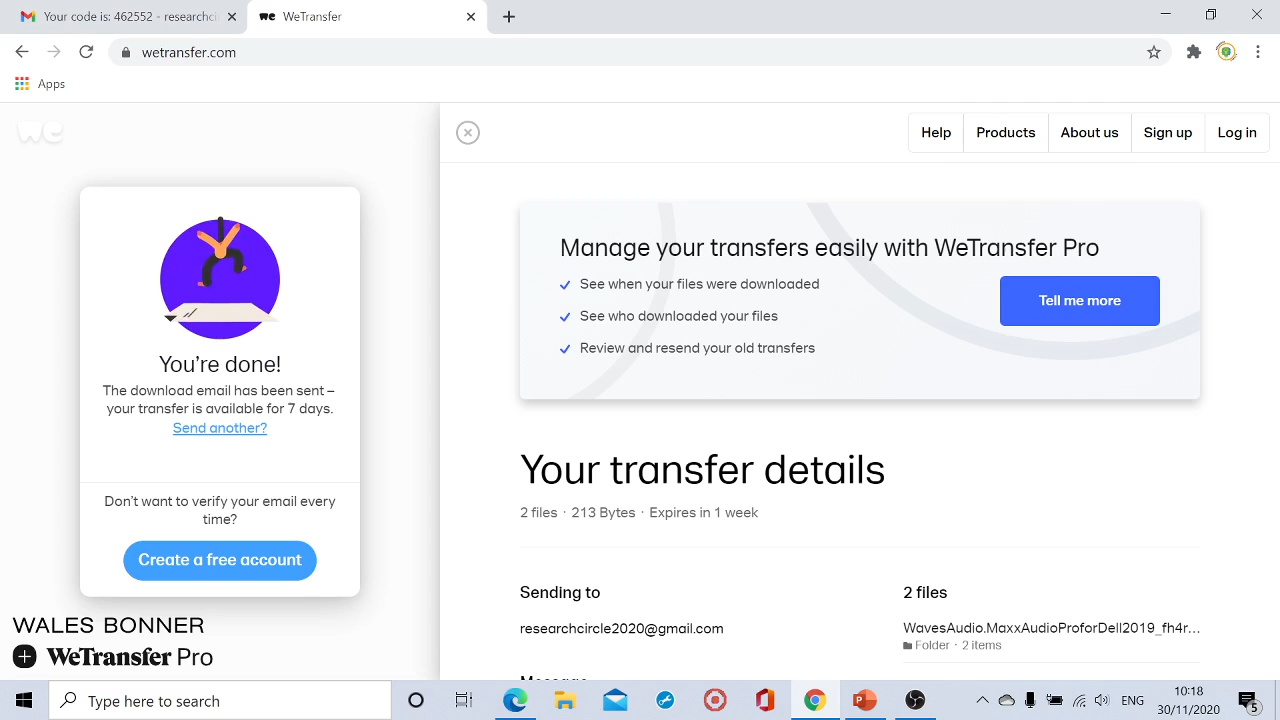 Your code is: 462552 - researchci
WeTransfer
wetransfer.com
Apps
we
Help
Products
About us
Sign up
Log in
You're done!
The download email has been sent –
your transfer is available for 7 days.
Send another?
Don't want to verify your email every
time?
Create a free account
WALES BONNER
WeTransfer Pro
Manage your transfers easily with WeTransfer Pro
See when your files were downloaded
See who downloaded your files
Review and resend your old transfers
Tell me more
Your transfer details
2 files · 213 Bytes · Expires in 1 week
Sending to
researchcircle2020@gmail.com
2 files
WavesAudio.MaxxAudioProforDell2019_fh4r...
Folder · 2 items
Message
Type here to search
ENG
10:18
30/11/2020
5